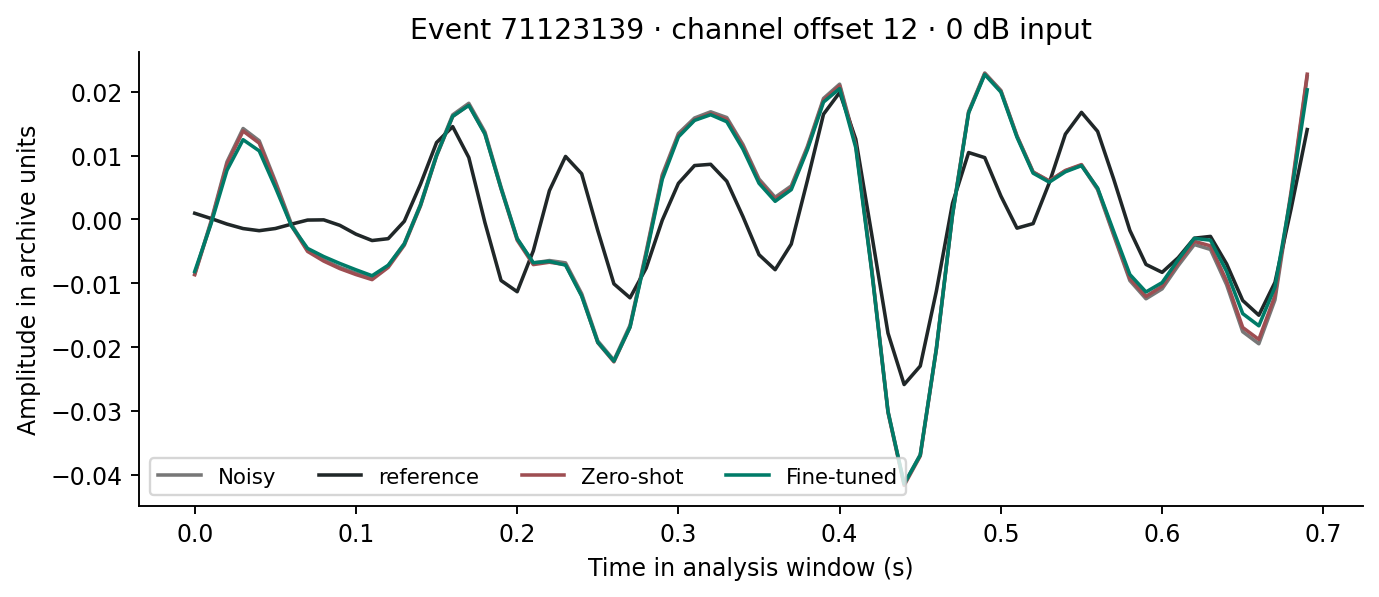 Event 71123139 · channel offset 12 · 0 dB input
Amplitude in archive units
0.02
0.01
0.00
−0.01
−0.02
−0.03
−0.04
Noisy reference Zero-shot Fine-tuned
0.0 0.1 0.2 0.3 0.4 0.5 0.6 0.7
Time in analysis window (s)